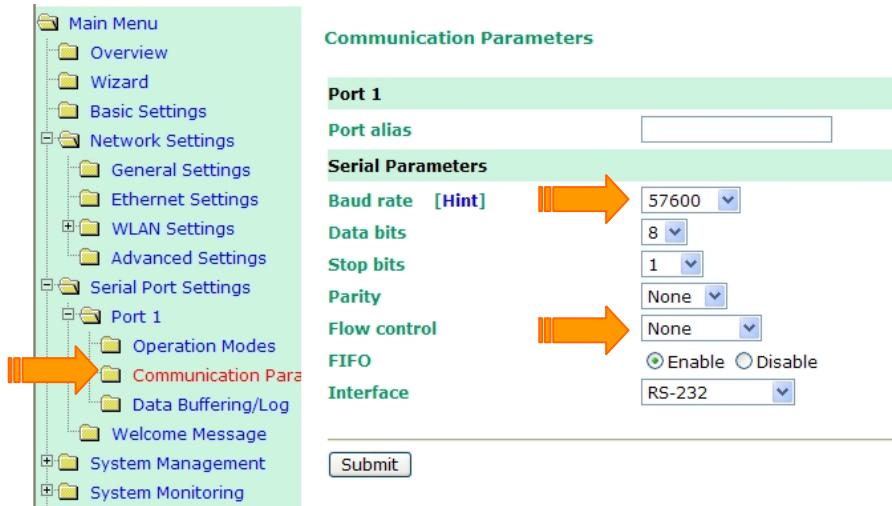 Main Menu
Overview
Wizard
Basic Settings
Network Settings
General Settings
Ethernet Settings
WLAN Settings
Advanced Settings
Serial Port Settings
Port 1
Operation Modes
Communication Para
Data Buffering/Log
Welcome Message
System Management
System Monitoring
Communication Parameters
Port 1
Port alias
Serial Parameters
Baud rate [Hint] 57600
Data bits 8
Stop bits 1
Parity None
Flow control None
FIFO Enable Disable
Interface RS-232
Submit